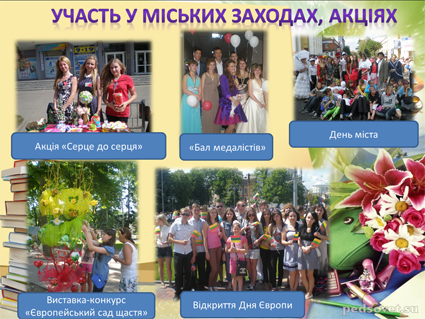 УЧАСТЬ У МІСЬКИХ ЗАХОДАХ, АКЦІЯХ
Акція «Серце до серця»
«Бал медалістів»
День міста
Виставка-конкурс
«Європейський сад щастя»
Відкриття Дня Європи
pedsovet.su